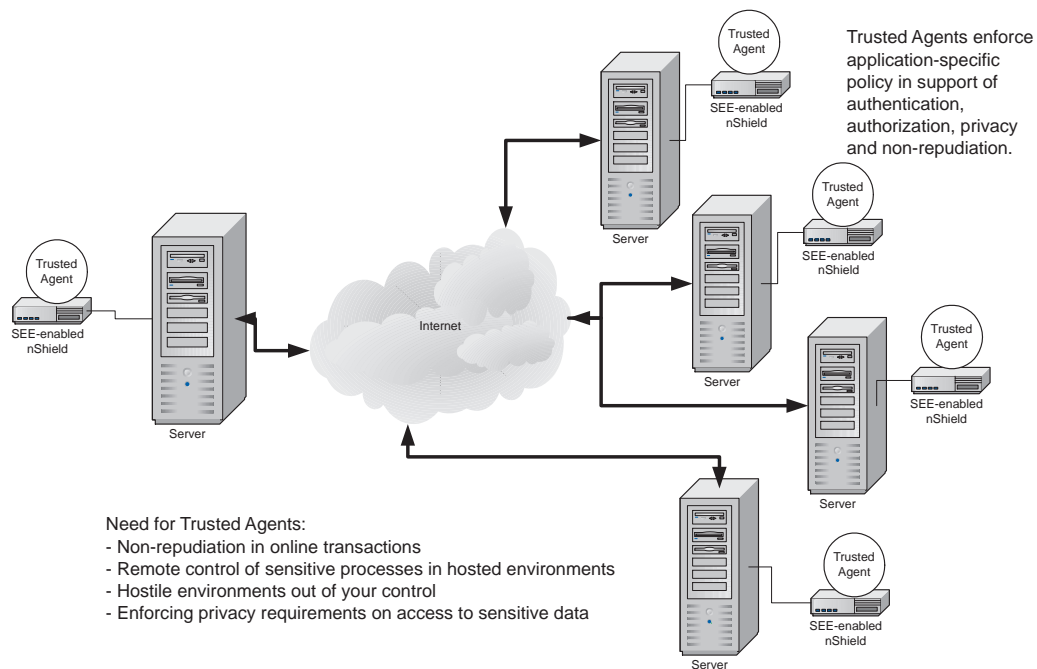 Trusted
Agent
SEE-enabled
nShield
Server
Trusted Agents enforce
application-specific
policy in support of
authentication,
authorization, privacy
and non-repudiation.
Trusted
Agent
SEE-enabled
nShield
Server
Trusted
Agent
SEE-enabled
nShield
Server
Internet
Trusted
Agent
SEE-enabled
nShield
Server
Trusted
Agent
SEE-enabled
nShield
Server
Need for Trusted Agents:
- Non-repudiation in online transactions
- Remote control of sensitive processes in hosted environments
- Hostile environments out of your control
- Enforcing privacy requirements on access to sensitive data